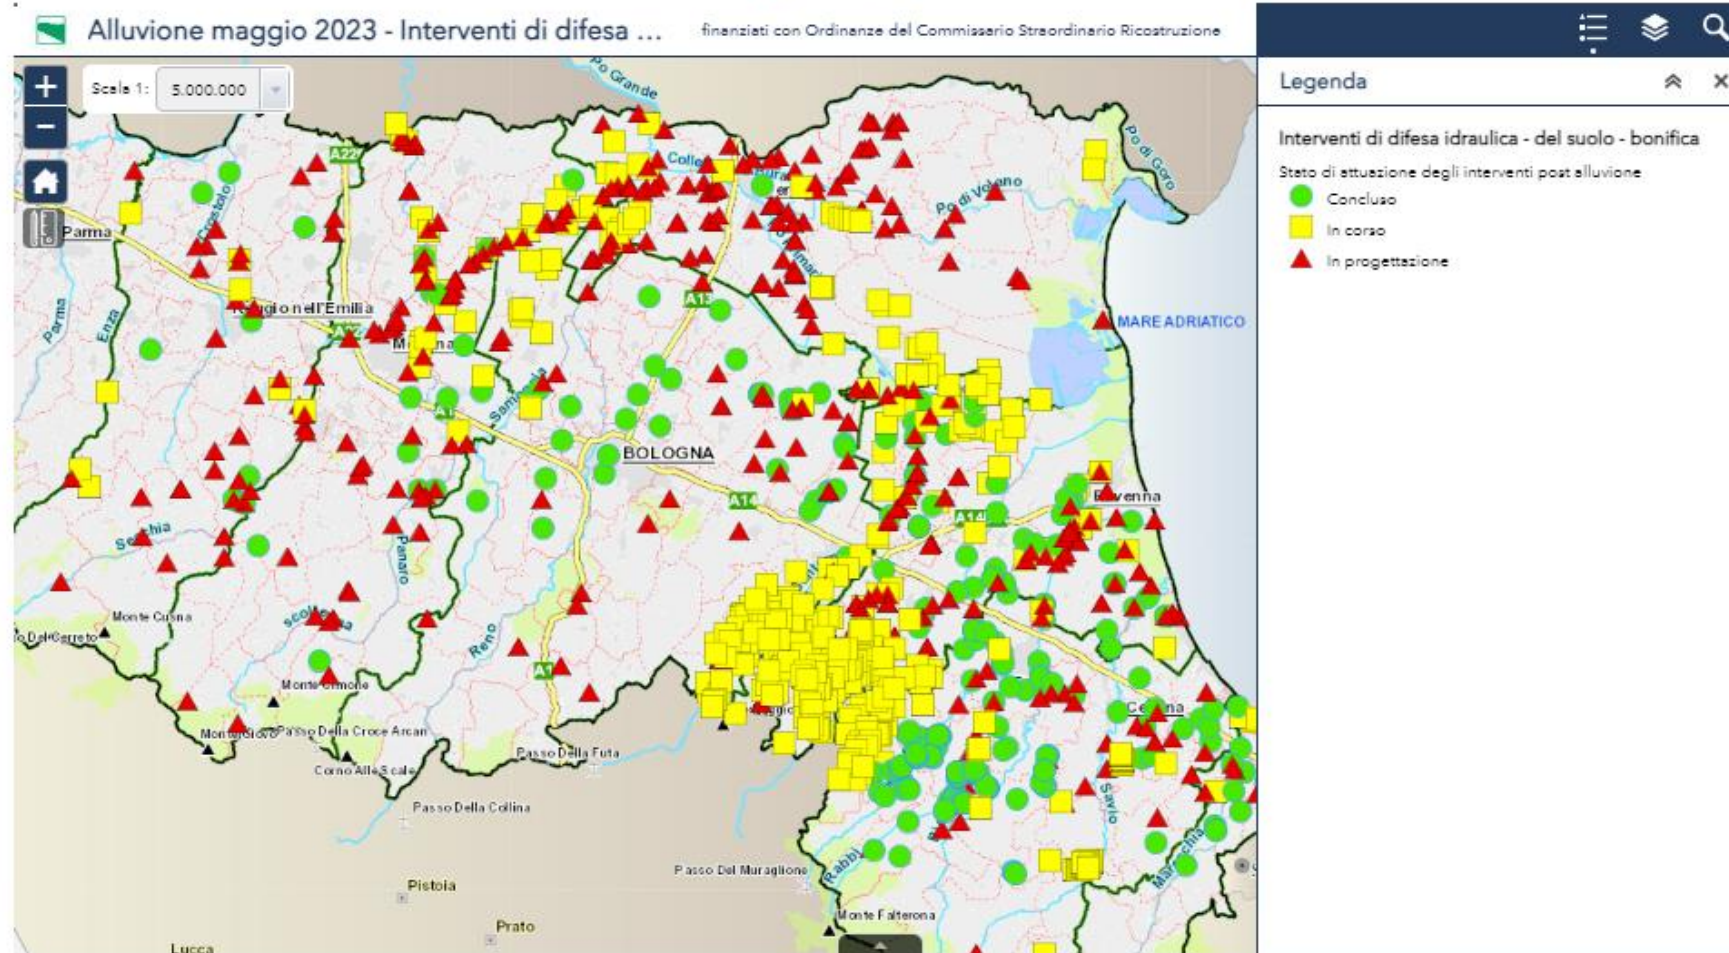 Alluvione maggio 2023 - Interventi di difesa ...
finanziati con Ordinanze del Commissario Straordinario Ricostruzione
Scala 1: 5.000.000
Legenda
Interventi di difesa idraulica - del suolo - bonifica
Stato di attuazione degli interventi post alluvione
Concluso
In corso
In progettazione
Po Grande
Po di Goro
A22
Po di Volano
Crostolo
Parma
Parma
Enza
A13
MARE ADRIATICO
Samoggia
BOLOGNA
A14
A14
Secchia
Panaro
Reno
Monte Cusna
A1
Monte Cimone
Passo Della Croce Arcan
Corno Alle Scale
Passo Della Futa
Passo Della Collina
Savio
Passo Del Muraglione
Rabbi
Pistoia
Monte Falterona
Prato
Lucca